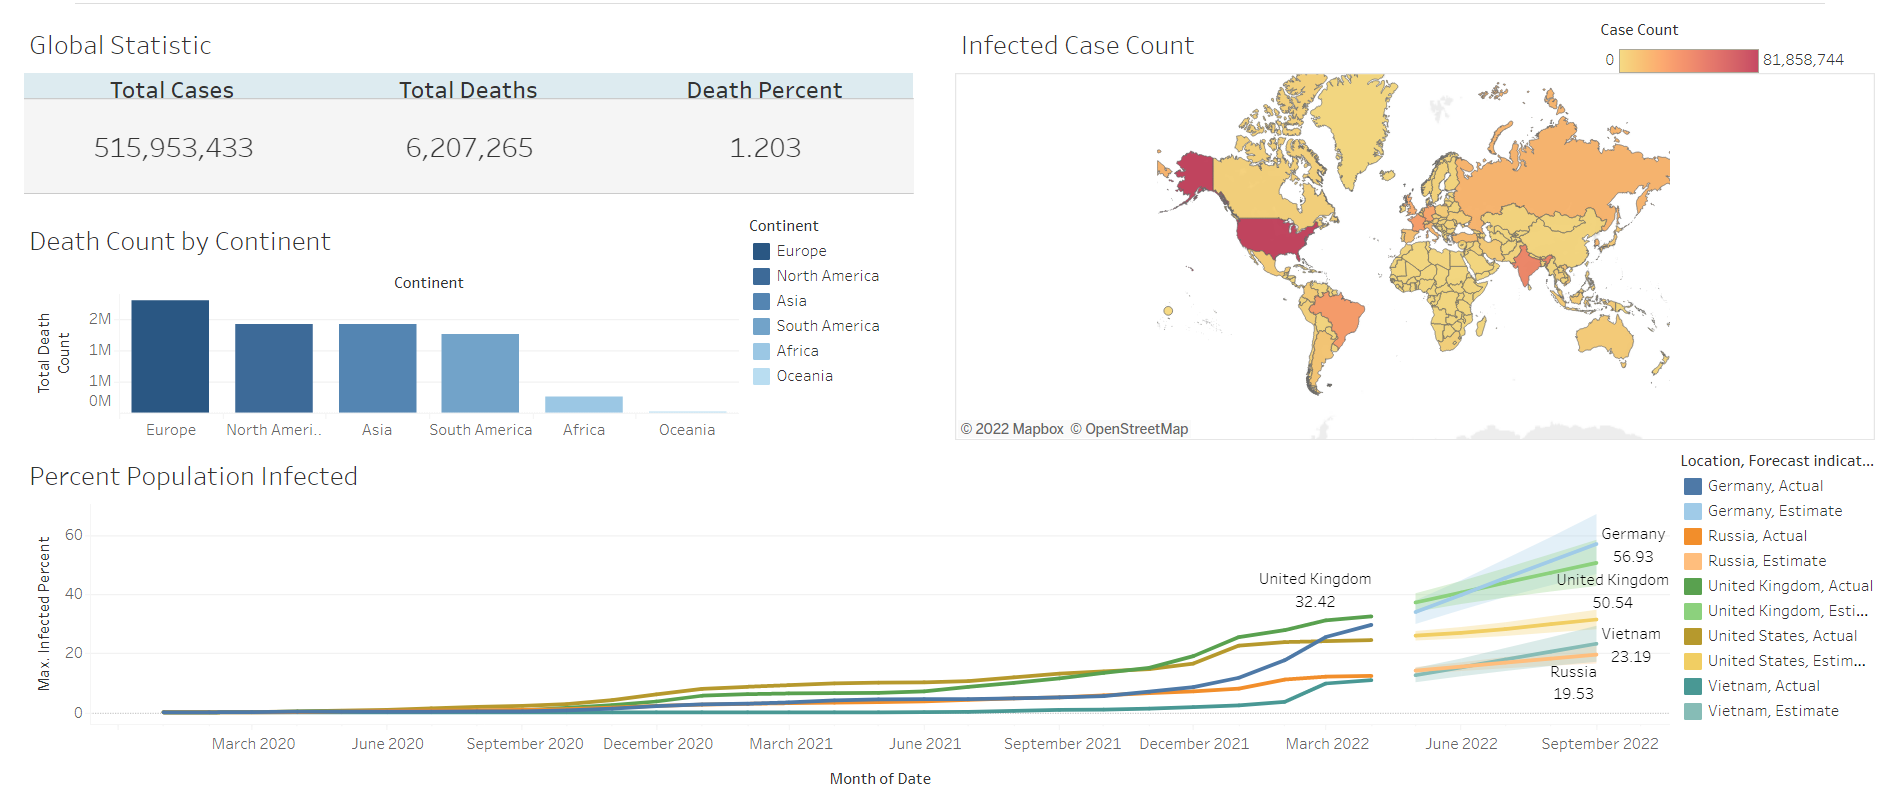 Global Statistic
Total Cases Total Deaths Death Percent
515,953,433 6,207,265 1.203
Infected Case Count
Case Count
0 81,858,744
© 2022 Mapbox © OpenStreetMap
Death Count by Continent
Continent
Total Death
Count
2M
1M
1M
0M
Europe North Ameri.. Asia South America Africa Oceania
Continent
Europe
North America
Asia
South America
Africa
Oceania
Percent Population Infected
Max. Infected Percent
60
40
20
0
United Kingdom
32.42
Germany
56.93
United Kingdom
50.54
Vietnam
23.19
Russia
19.53
March 2020 June 2020 September 2020 December 2020 March 2021 June 2021 September 2021 December 2021 March 2022 June 2022 September 2022
Month of Date
Location, Forecast indicat...
Germany, Actual
Germany, Estimate
Russia, Actual
Russia, Estimate
United Kingdom, Actual
United Kingdom, Esti...
United States, Actual
United States, Estim...
Vietnam, Actual
Vietnam, Estimate